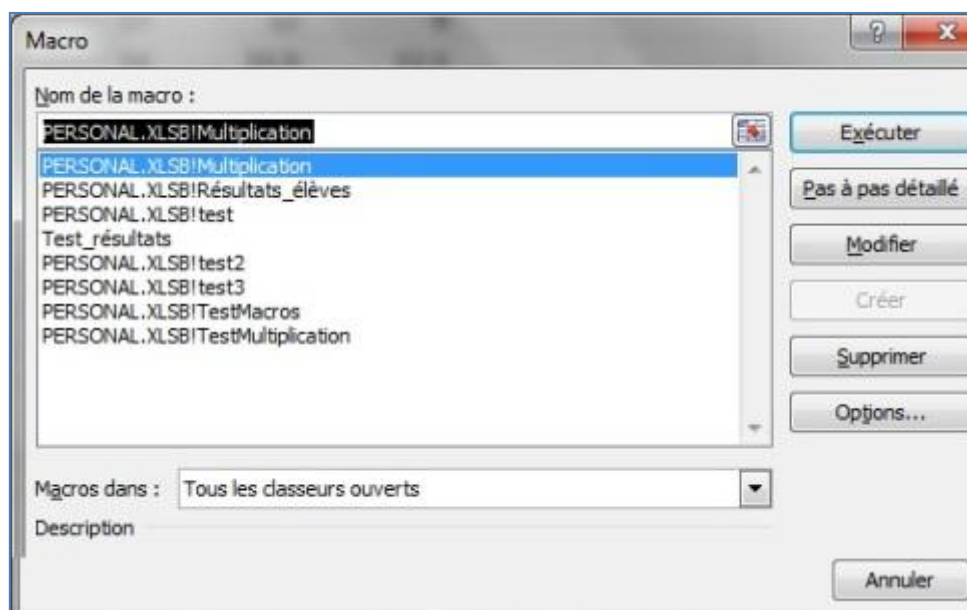 Macro
Nom de la macro :
PERSONAL.XLSB!Multiplication
PERSONAL.XLSB!Multiplication
PERSONAL.XLSB!Résultats_élèves
PERSONAL.XLSB!test
Test_résultats
PERSONAL.XLSB!test2
PERSONAL.XLSB!test3
PERSONAL.XLSB!TestMacros
PERSONAL.XLSB!TestMultiplication
Exécuter
Pas à pas détaillé
Modifier
Créer
Supprimer
Options...
Macros dans : Tous les classeurs ouverts
Description
Annuler